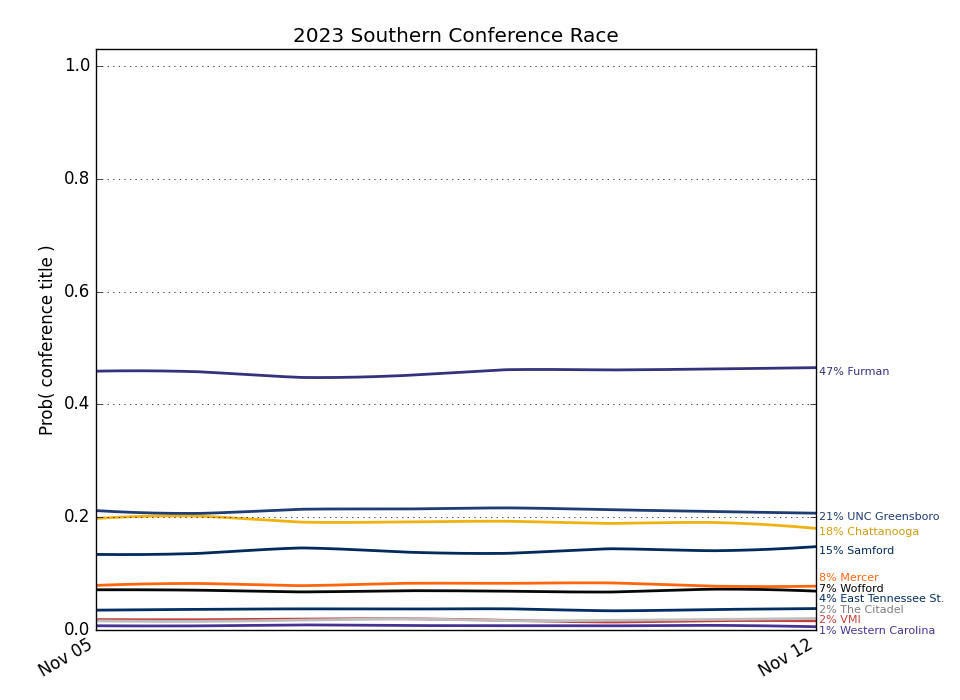 2023 Southern Conference Race
Prob( conference title )
1.0
0.8
0.6
0.4
0.2
0.0
Nov 05
Nov 12
47% Furman
21% UNC Greensboro
18% Chattanooga
15% Samford
8% Mercer
7% Wofford
4% East Tennessee St.
2% The Citadel
2% VMI
1% Western Carolina